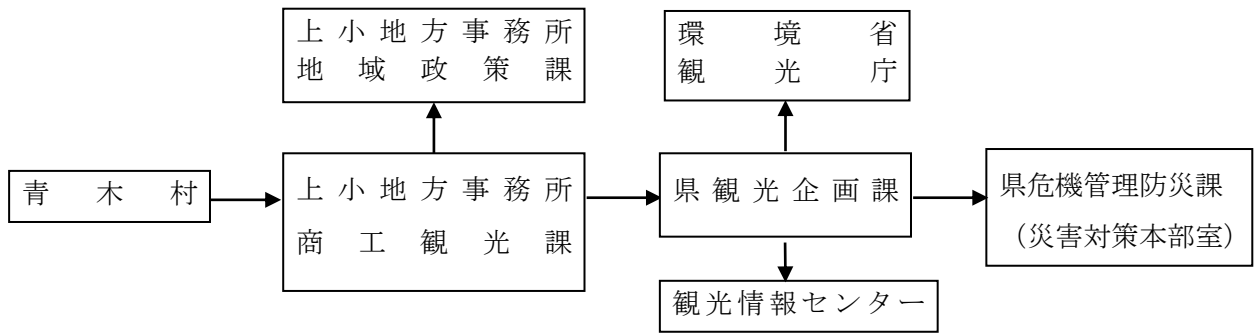 上小地方事務所
地域政策課
環境省
観光庁
青木村
上小地方事務所
商工観光課
県観光企画課
県危機管理防災課
（災害対策本部室）
観光情報センター